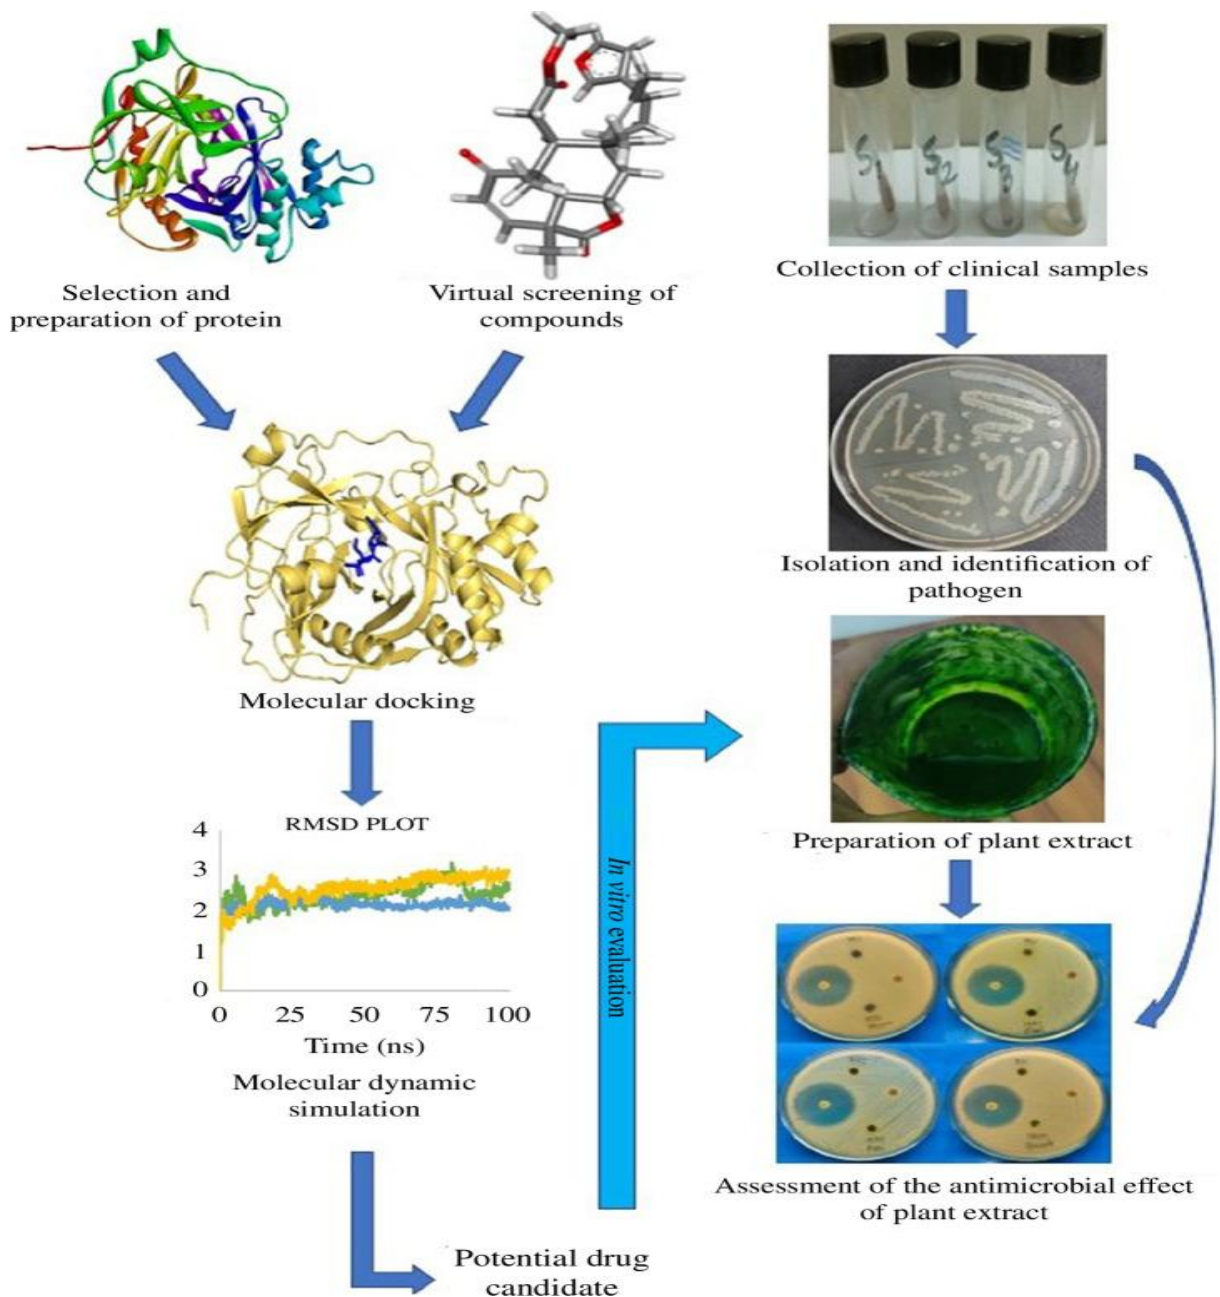 Selection and
preparation of protein
Virtual screening of
compounds
Molecular docking
RMSD PLOT
4
3
2
1
0
0 25 50 75 100
Time (ns)
Molecular dynamic
simulation
Potential drug
candidate
In vitro evaluation
S1
S2
S3
S4
Collection of clinical samples
Isolation and identification of
pathogen
Preparation of plant extract
Assessment of the antimicrobial effect
of plant extract